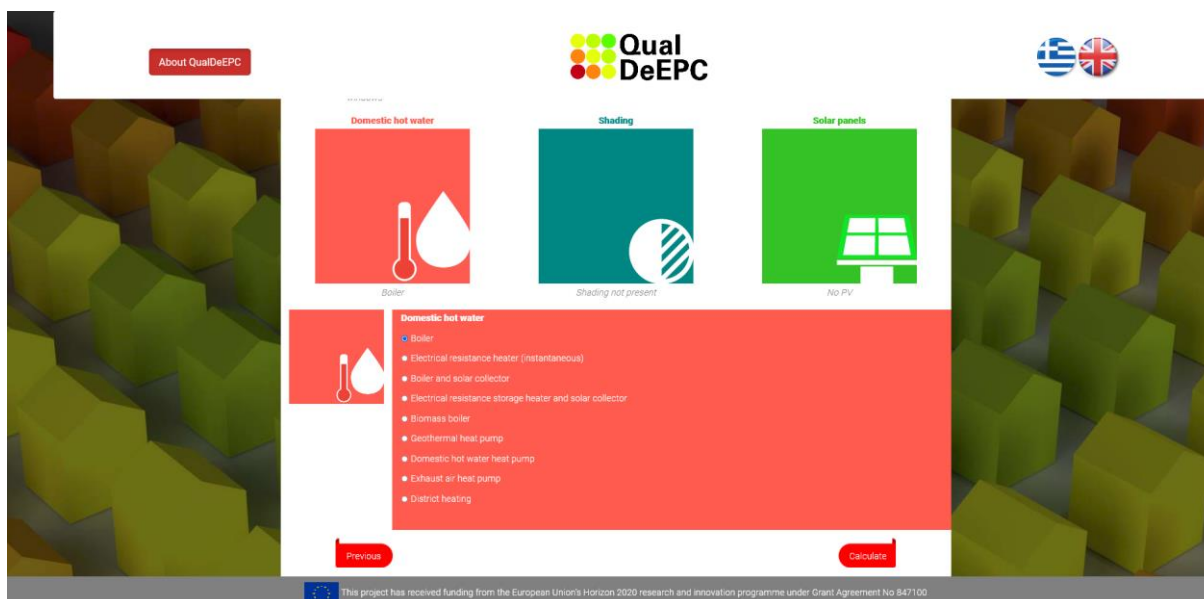 About QualDeEPC
Qual
DeEPC
Domestic hot water
Shading
Solar panels
Boiler
Shading not present
No PV
Domestic hot water
Boiler
Electrical resistance heater (instantaneous)
Boiler and solar collector
Electrical resistance storage heater and solar collector
Biomass boiler
Geothermal heat pump
Domestic hot water heat pump
Exhaust air heat pump
District heating
Previous
Calculate
This project has received funding from the European Union's Horizon 2020 research and innovation programme under Grant Agreement No 847100